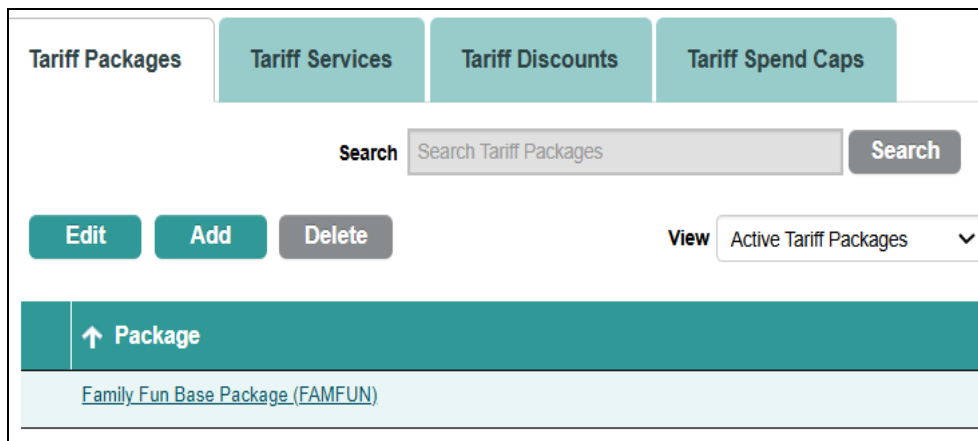 Tariff Packages Tariff Services Tariff Discounts Tariff Spend Caps
Search Search Tariff Packages Search
Edit Add Delete View Active Tariff Packages
Package
Family Fun Base Package (FAMFUN)